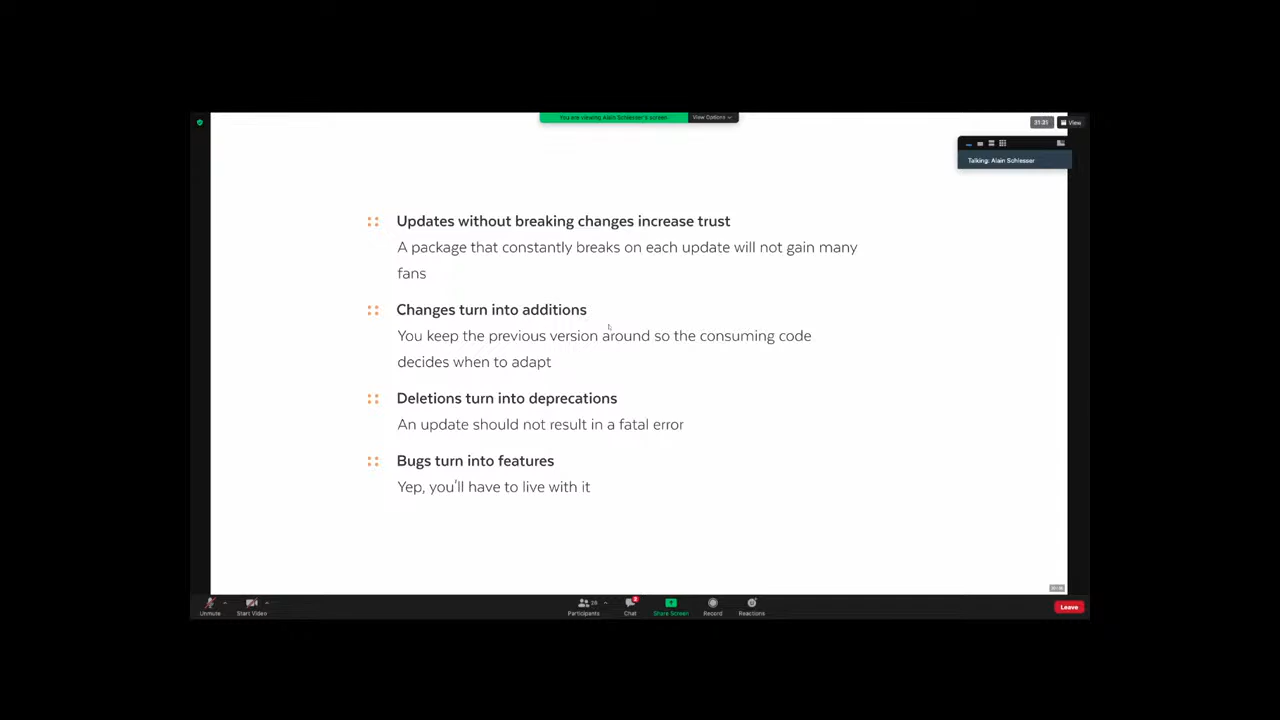 You are viewing Alain Schlesser's screen
View Options
31:31
View
Talking: Alain Schlesser
Updates without breaking changes increase trust
A package that constantly breaks on each update will not gain many
fans
Changes turn into additions
You keep the previous version around so the consuming code
decides when to adapt
Deletions turn into deprecations
An update should not result in a fatal error
Bugs turn into features
Yep, you'll have to live with it
Unmute
Start Video
Participants
Chat
Share Screen
Record
Reactions
Leave